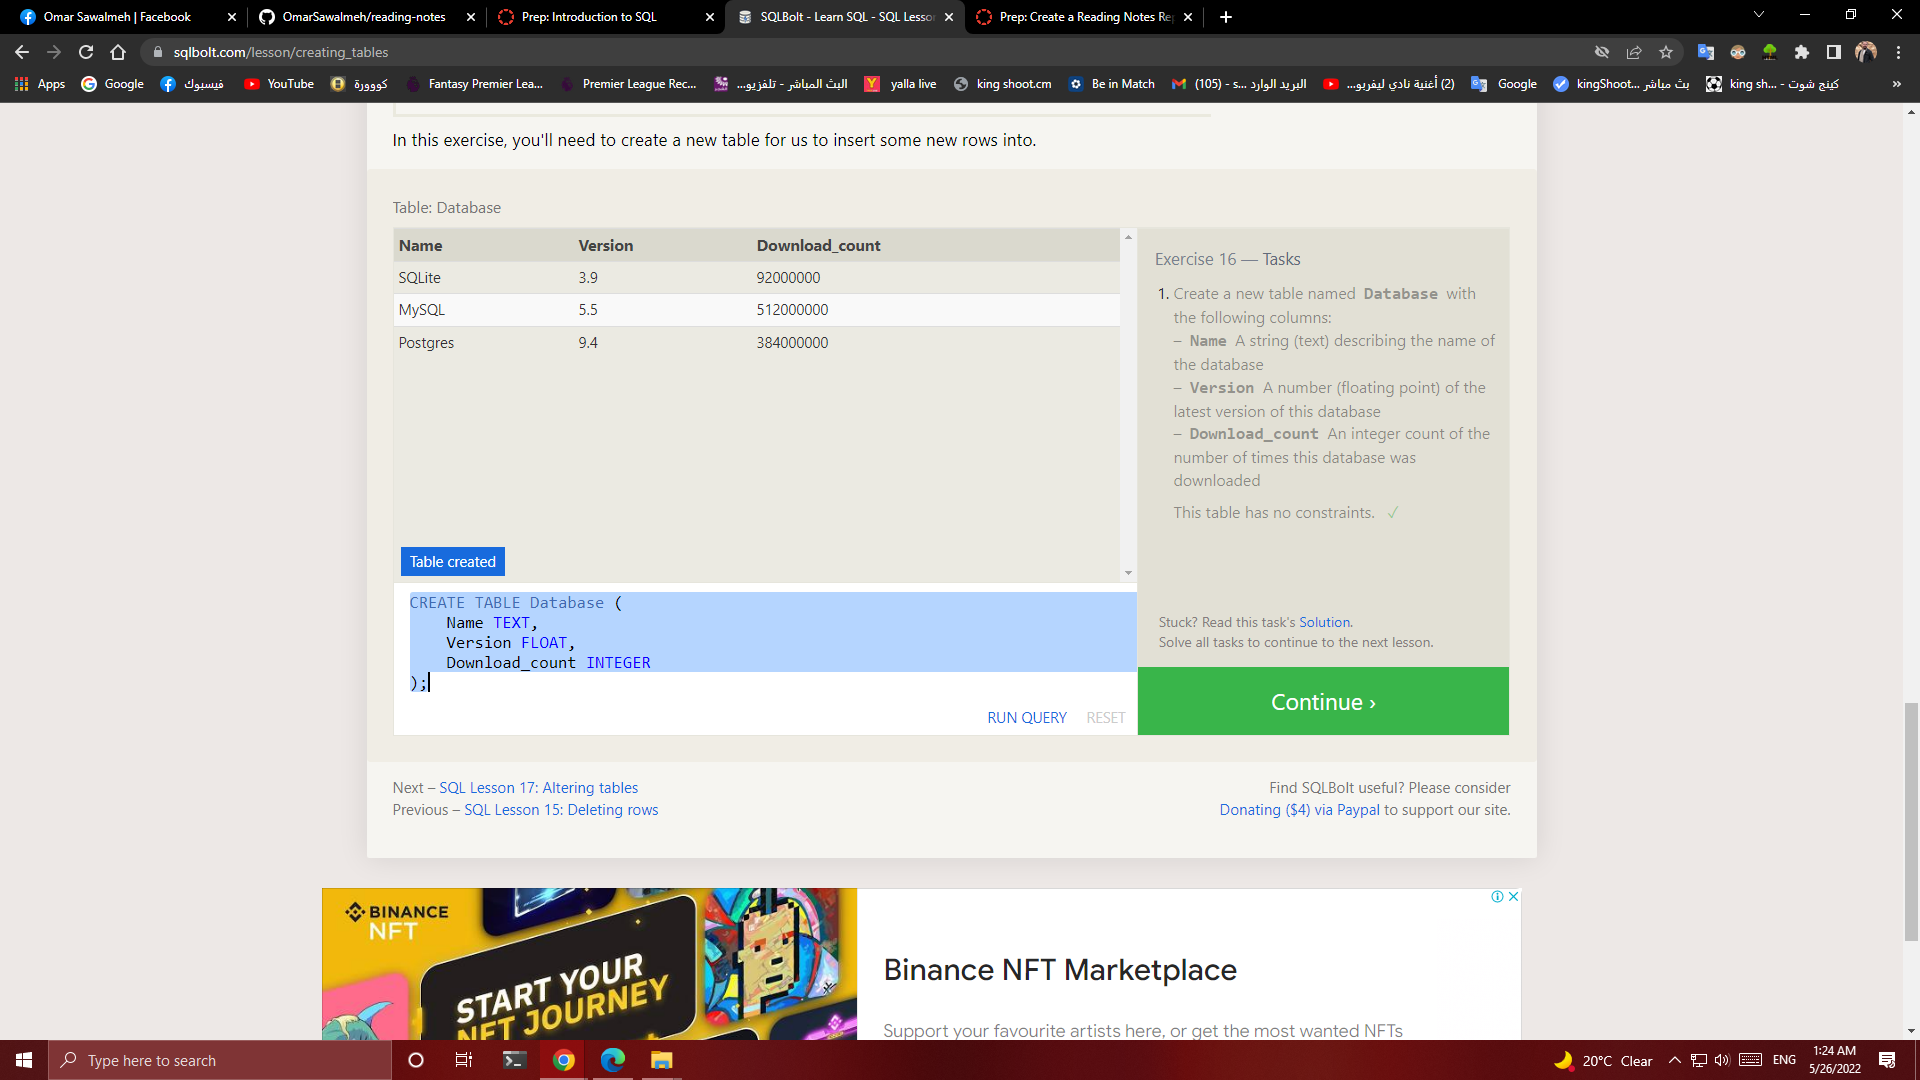 Omar Sawalmeh | Facebook
OmarSawalmeh/reading-notes
Prep: Introduction to SQL
SQLBolt - Learn SQL - SQL Lesson
Prep: Create a Reading Notes Re
sqlbolt.com/lesson/creating_tables
Apps
Google
فيسبوك
YouTube
كووورة
Fantasy Premier Lea...
Premier League Rec...
البث المباشر - تلفزيو...
yalla live
king shoot.cm
Be in Match
البريد الوارد (105) - s...
(2) أغنية نادي ليفربو...
Google
بث مباشر kingShoot...
كينج شوت - king sh...
»
In this exercise, you'll need to create a new table for us to insert some new rows into.
Table: Database
Name Version Download_count
SQLite 3.9 92000000
MySQL 5.5 512000000
Postgres 9.4 384000000
Table created
CREATE TABLE Database (
Name TEXT,
Version FLOAT,
Download_count INTEGER
);
RUN QUERY RESET
Exercise 16 — Tasks
1. Create a new table named Database with
the following columns:
– Name A string (text) describing the name of
the database
– Version A number (floating point) of the
latest version of this database
– Download_count An integer count of the
number of times this database was
downloaded
This table has no constraints. ✓
Stuck? Read this task's Solution.
Solve all tasks to continue to the next lesson.
Continue ›
Next – SQL Lesson 17: Altering tables
Previous – SQL Lesson 15: Deleting rows
Find SQLBolt useful? Please consider
Donating ($4) via Paypal to support our site.
BINANCE
NFT
START YOUR
NFT JOURNEY
Binance NFT Marketplace
Support your favourite artists here, or get the most wanted NFTs
Type here to search
20°C Clear
ENG
1:24 AM
5/26/2022